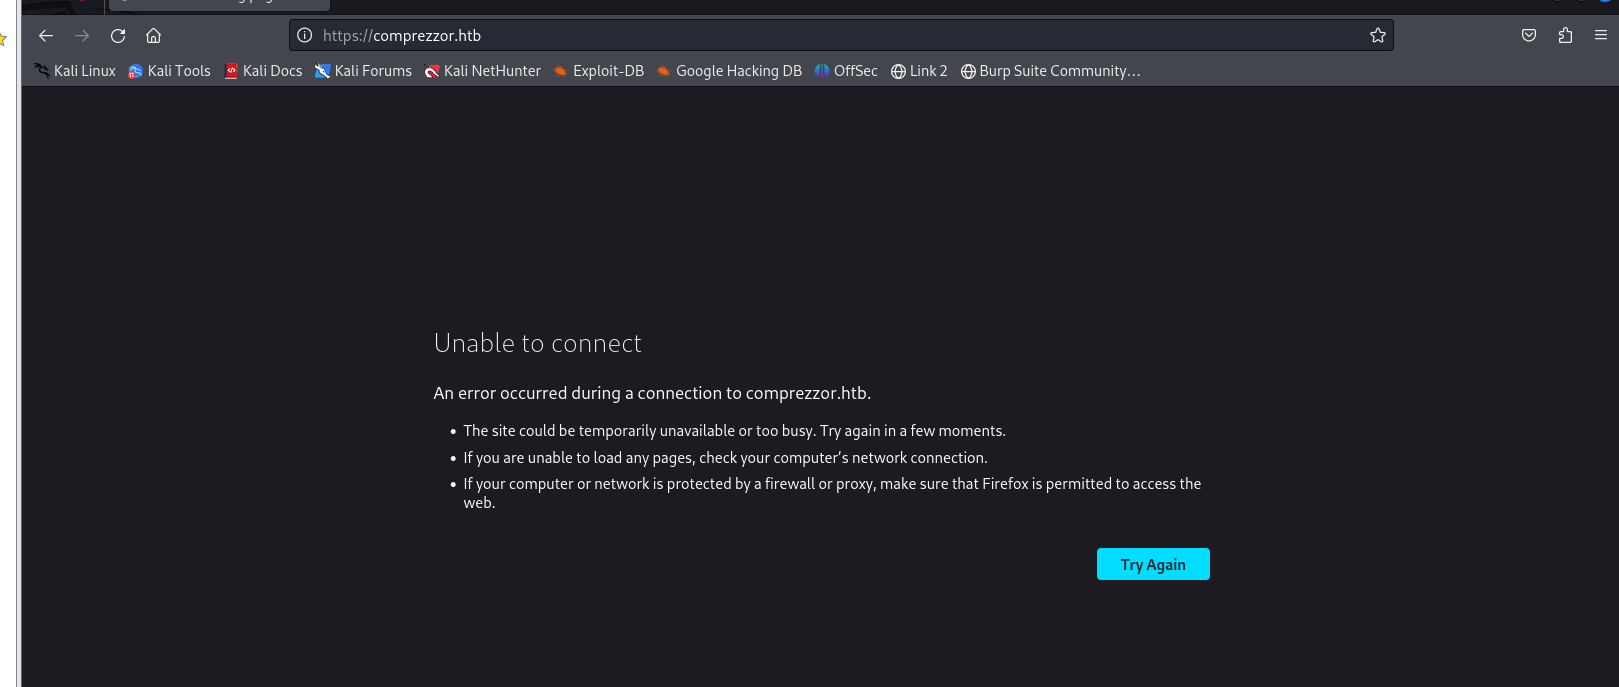 https://comprezzor.htb
Kali Linux Kali Tools Kali Docs Kali Forums Kali NetHunter Exploit-DB Google Hacking DB OffSec Link 2 Burp Suite Community…
Unable to connect
An error occurred during a connection to comprezzor.htb.
• The site could be temporarily unavailable or too busy. Try again in a few moments.
• If you are unable to load any pages, check your computer’s network connection.
• If your computer or network is protected by a firewall or proxy, make sure that Firefox is permitted to access the
web.
Try Again